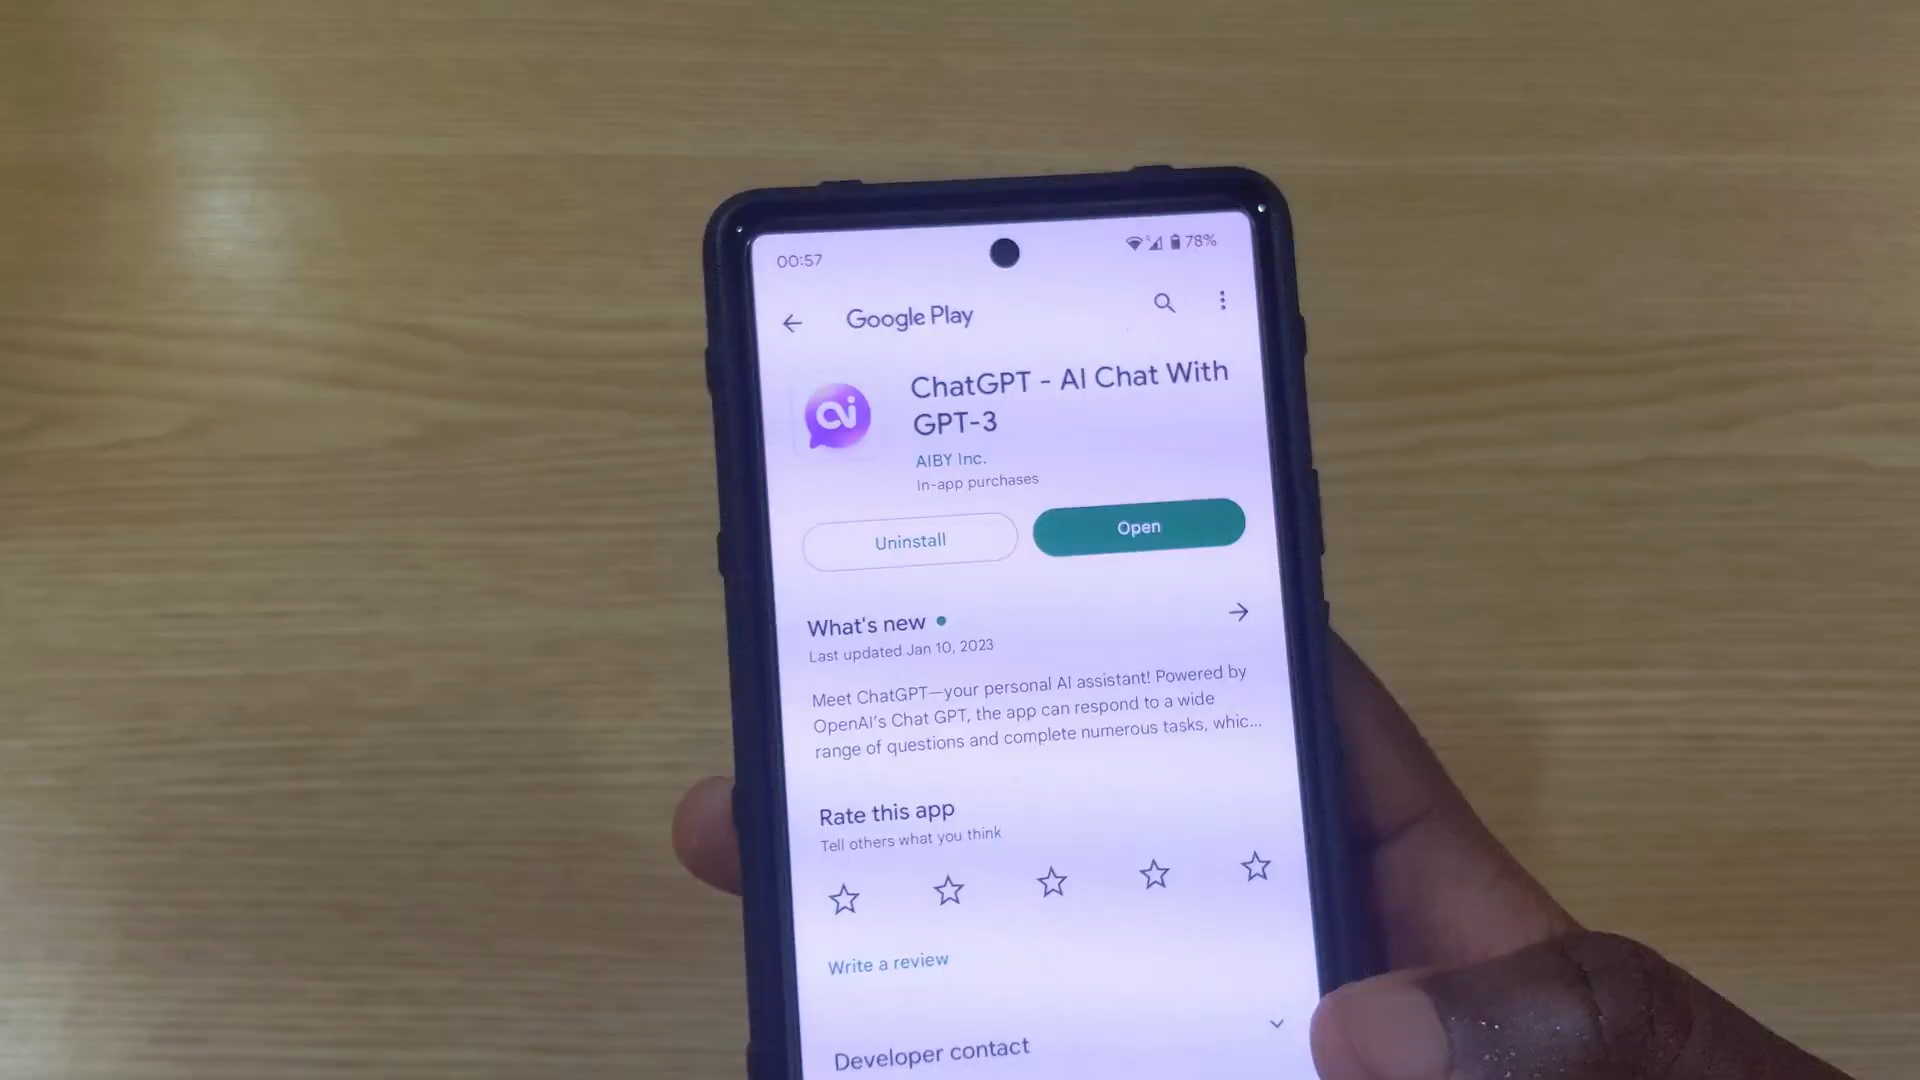 00:57
78%
Google Play
ai
ChatGPT - AI Chat With
GPT-3
AIBY Inc.
In-app purchases
Uninstall
Open
What's new
Last updated Jan 10, 2023
Meet ChatGPT—your personal AI assistant! Powered by
OpenAI's Chat GPT, the app can respond to a wide
range of questions and complete numerous tasks, whic...
Rate this app
Tell others what you think
Write a review
Developer contact